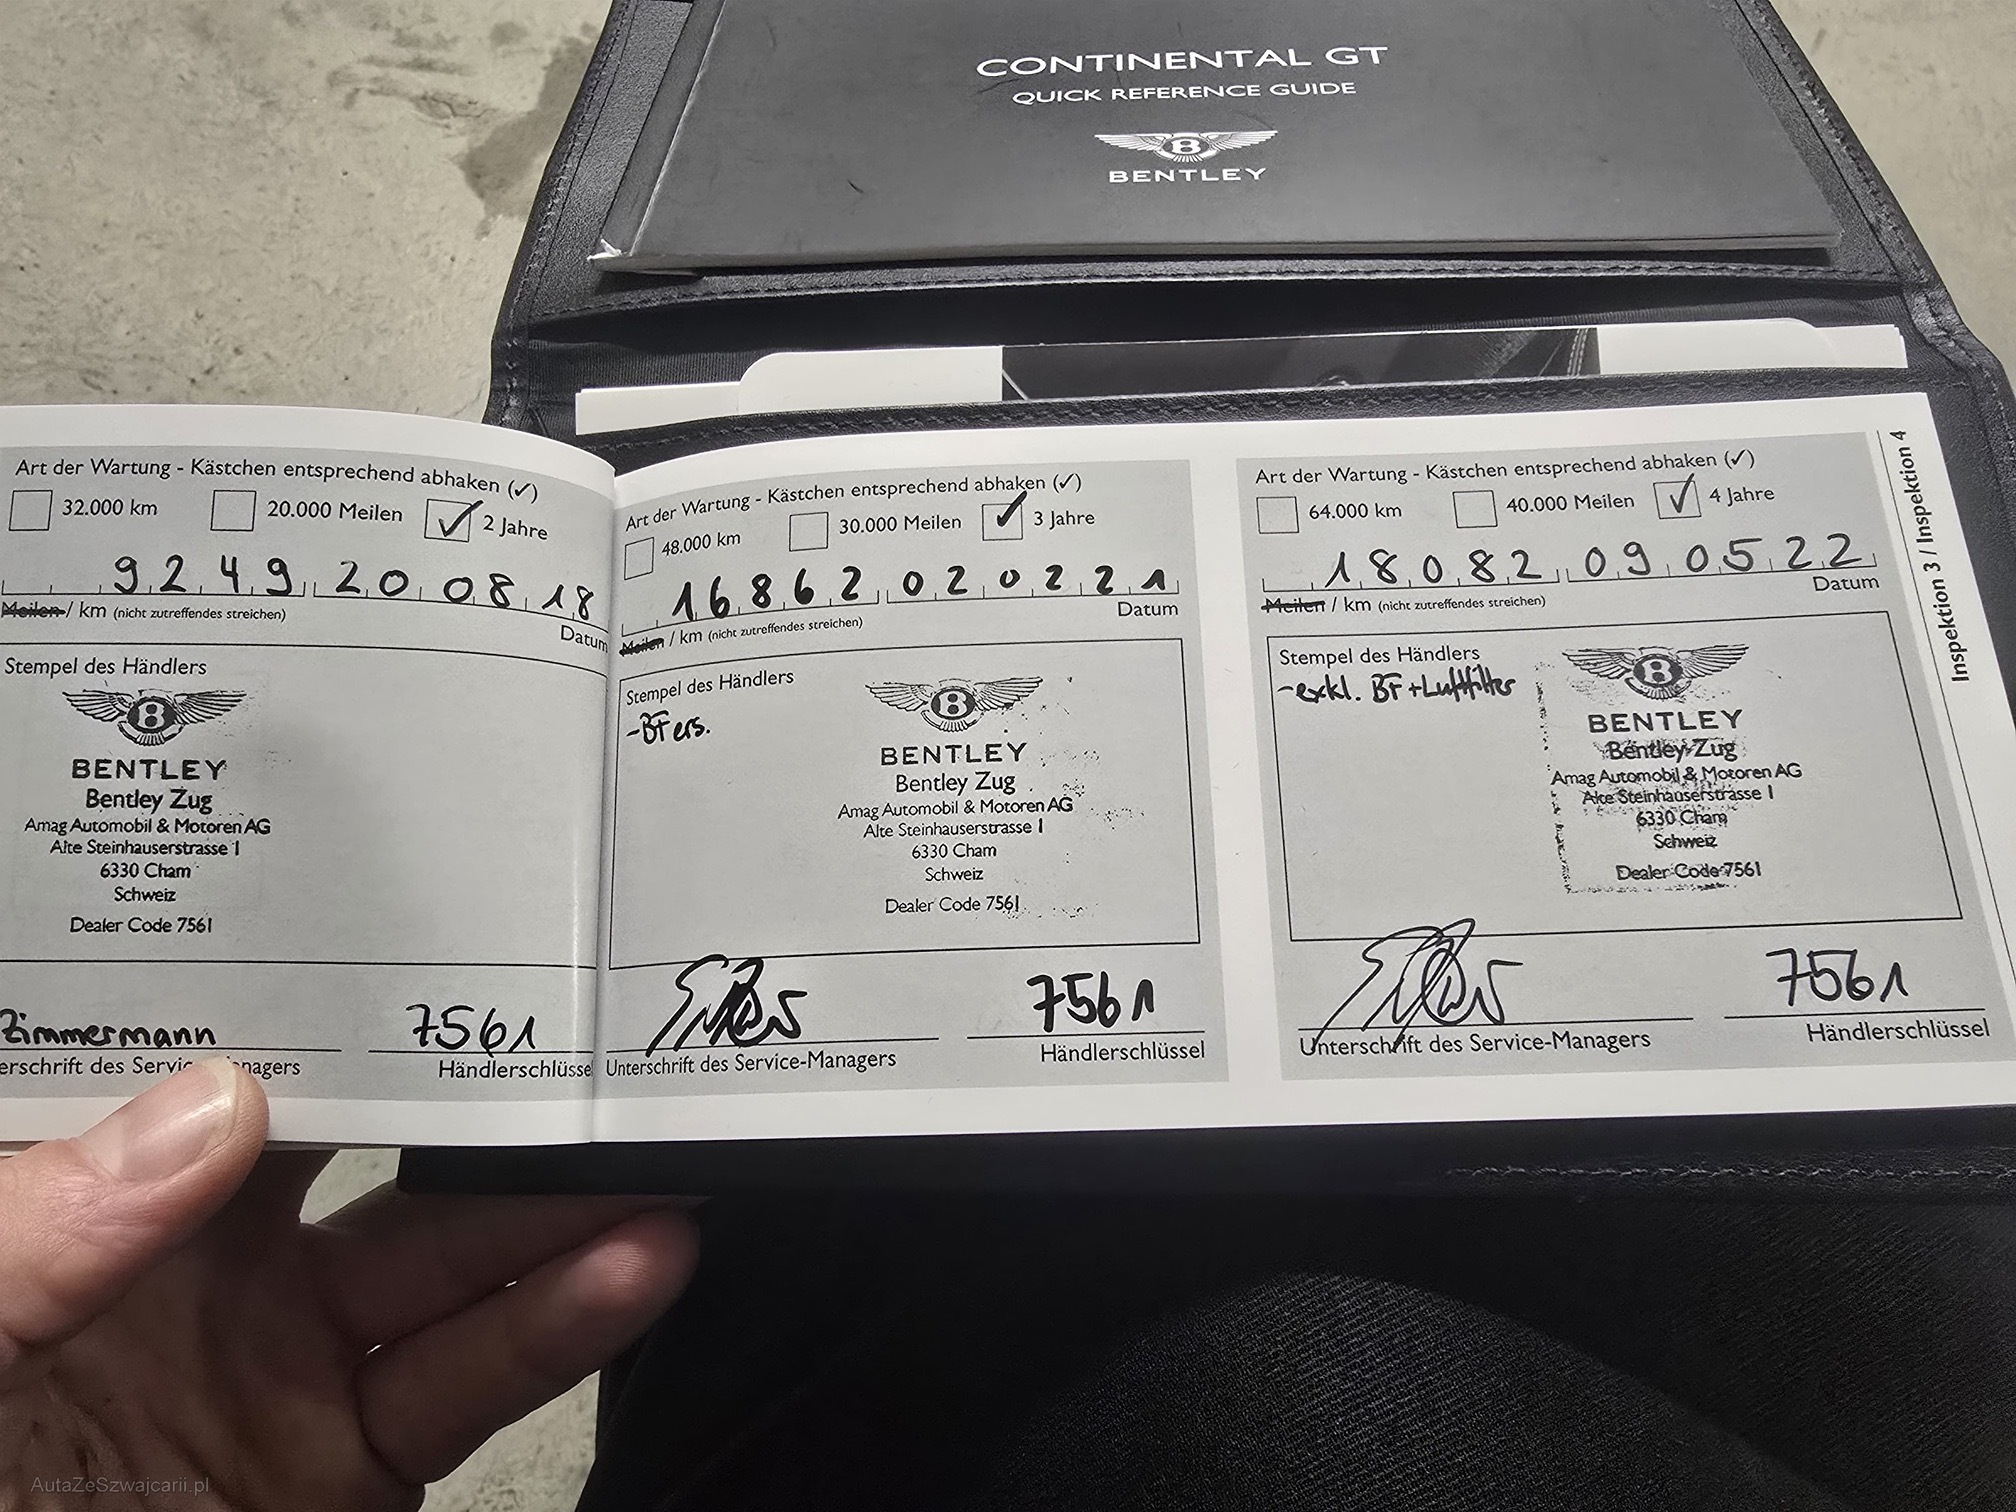 CONTINENTAL GT
QUICK REFERENCE GUIDE
B
BENTLEY
Art der Wartung - Kästchen entsprechend abhaken (✓)
32.000 km 20.000 Meilen ✓ 2 Jahre
9249 20 08 18
Meilen / km (nicht zutreffendes streichen)
Datum
Stempel des Händlers
B
BENTLEY
Bentley Zug
Amag Automobil & Motoren AG
Alte Steinhauserstrasse 1
6330 Cham
Schweiz
Dealer Code 7561
Zimmermann 7561
erschrift des Service-Managers Händlerschlüssel
Art der Wartung - Kästchen entsprechend abhaken (✓)
48.000 km 30.000 Meilen ✓ 3 Jahre
16862 02 02 21
Meilen / km (nicht zutreffendes streichen)
Datum
Stempel des Händlers
-BF ers.
B
BENTLEY
Bentley Zug
Amag Automobil & Motoren AG
Alte Steinhauserstrasse 1
6330 Cham
Schweiz
Dealer Code 7561
7561
Unterschrift des Service-Managers Händlerschlüssel
Art der Wartung - Kästchen entsprechend abhaken (✓)
64.000 km 40.000 Meilen ✓ 4 Jahre
18082 09 05 22
Meilen / km (nicht zutreffendes streichen)
Datum
Stempel des Händlers
-exkl. BF + Luftfilter
B
BENTLEY
Bentley Zug
Amag Automobil & Motoren AG
Alte Steinhauserstrasse 1
6330 Cham
Schweiz
Dealer Code 7561
7561
Unterschrift des Service-Managers Händlerschlüssel
Inspektion 3 / Inspektion 4
AutaZeSzwajcarii.pl